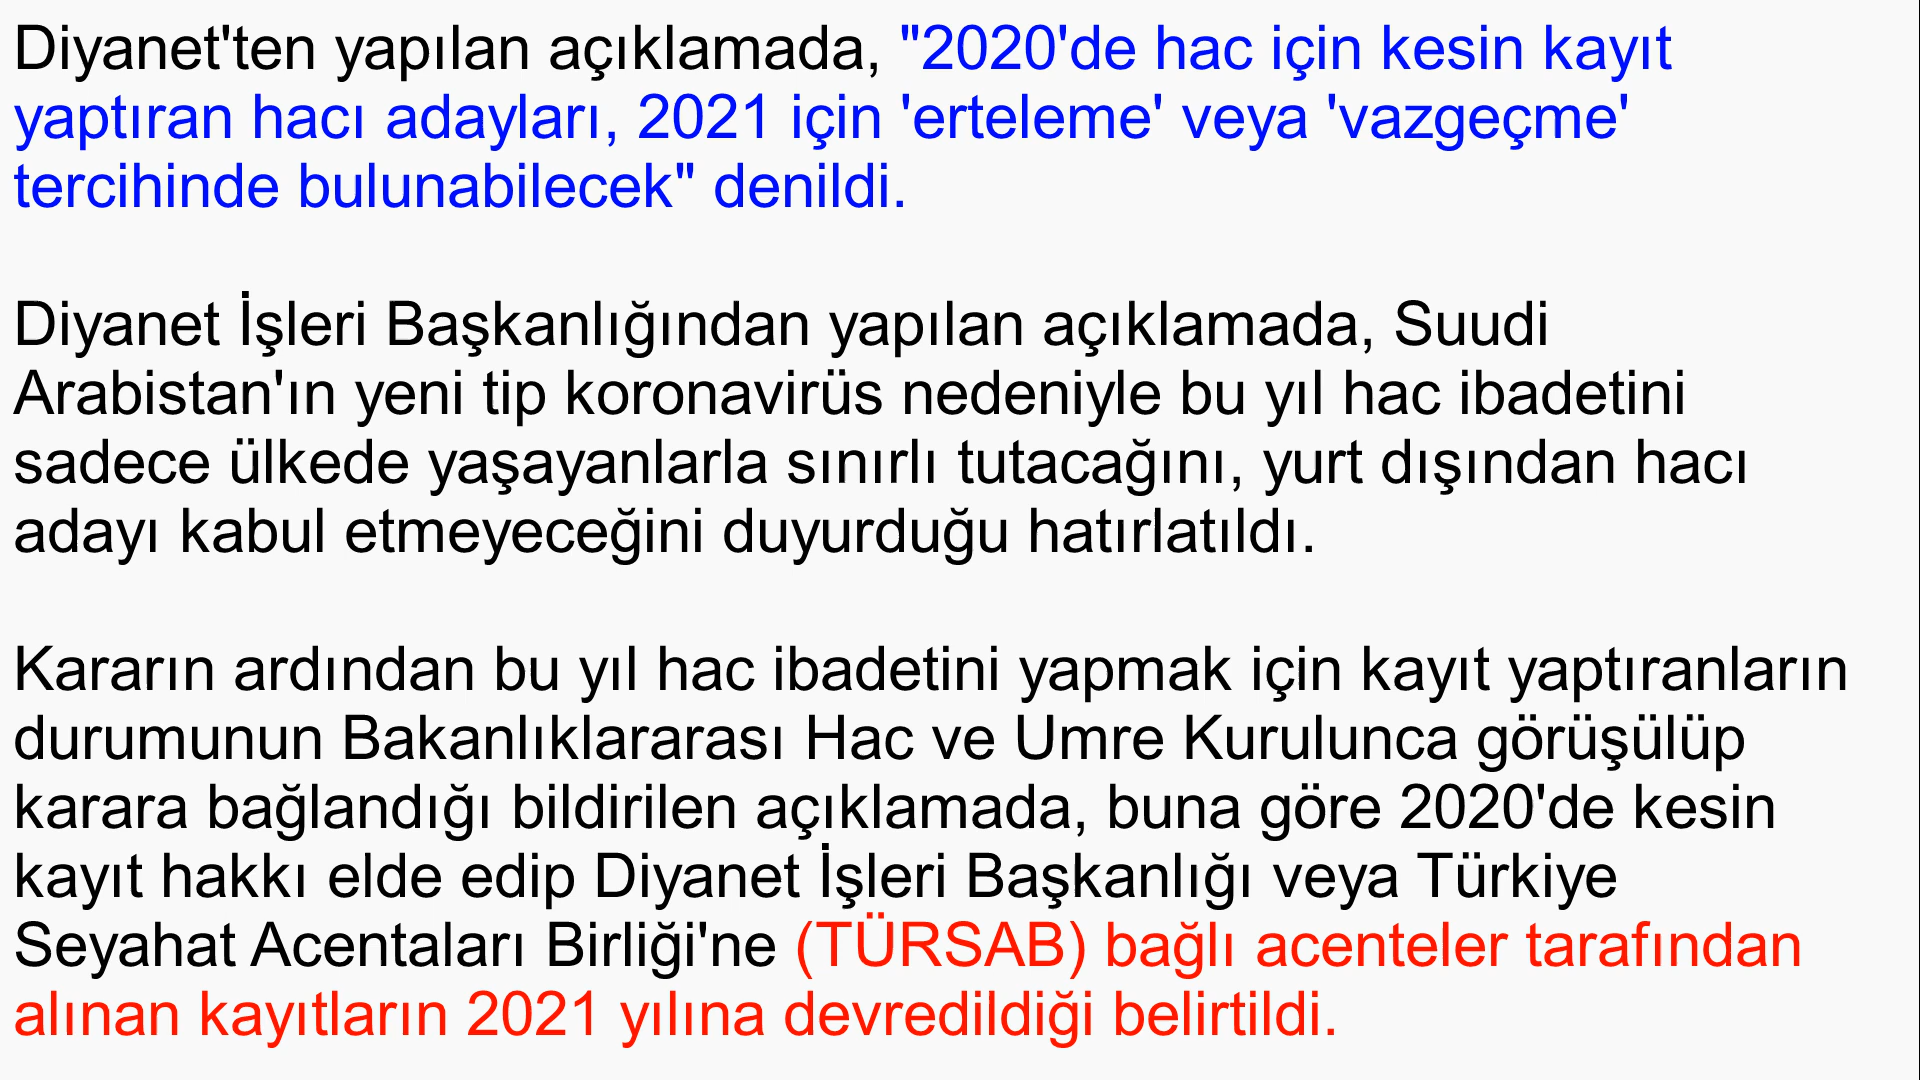 Diyanet'ten yapılan açıklamada, "2020'de hac için kesin kayıt
yaptıran hacı adayları, 2021 için 'erteleme' veya 'vazgeçme'
tercihinde bulunabilecek" denildi.
Diyanet İşleri Başkanlığından yapılan açıklamada, Suudi
Arabistan'ın yeni tip koronavirüs nedeniyle bu yıl hac ibadetini
sadece ülkede yaşayanlarla sınırlı tutacağını, yurt dışından hacı
adayı kabul etmeyeceğini duyurduğu hatırlatıldı.
Kararın ardından bu yıl hac ibadetini yapmak için kayıt yaptıranların
durumunun Bakanlıklararası Hac ve Umre Kurulunca görüşülüp
karara bağlandığı bildirilen açıklamada, buna göre 2020'de kesin
kayıt hakkı elde edip Diyanet İşleri Başkanlığı veya Türkiye
Seyahat Acentaları Birliği'ne (TÜRSAB) bağlı acenteler tarafından
alınan kayıtların 2021 yılına devredildiği belirtildi.